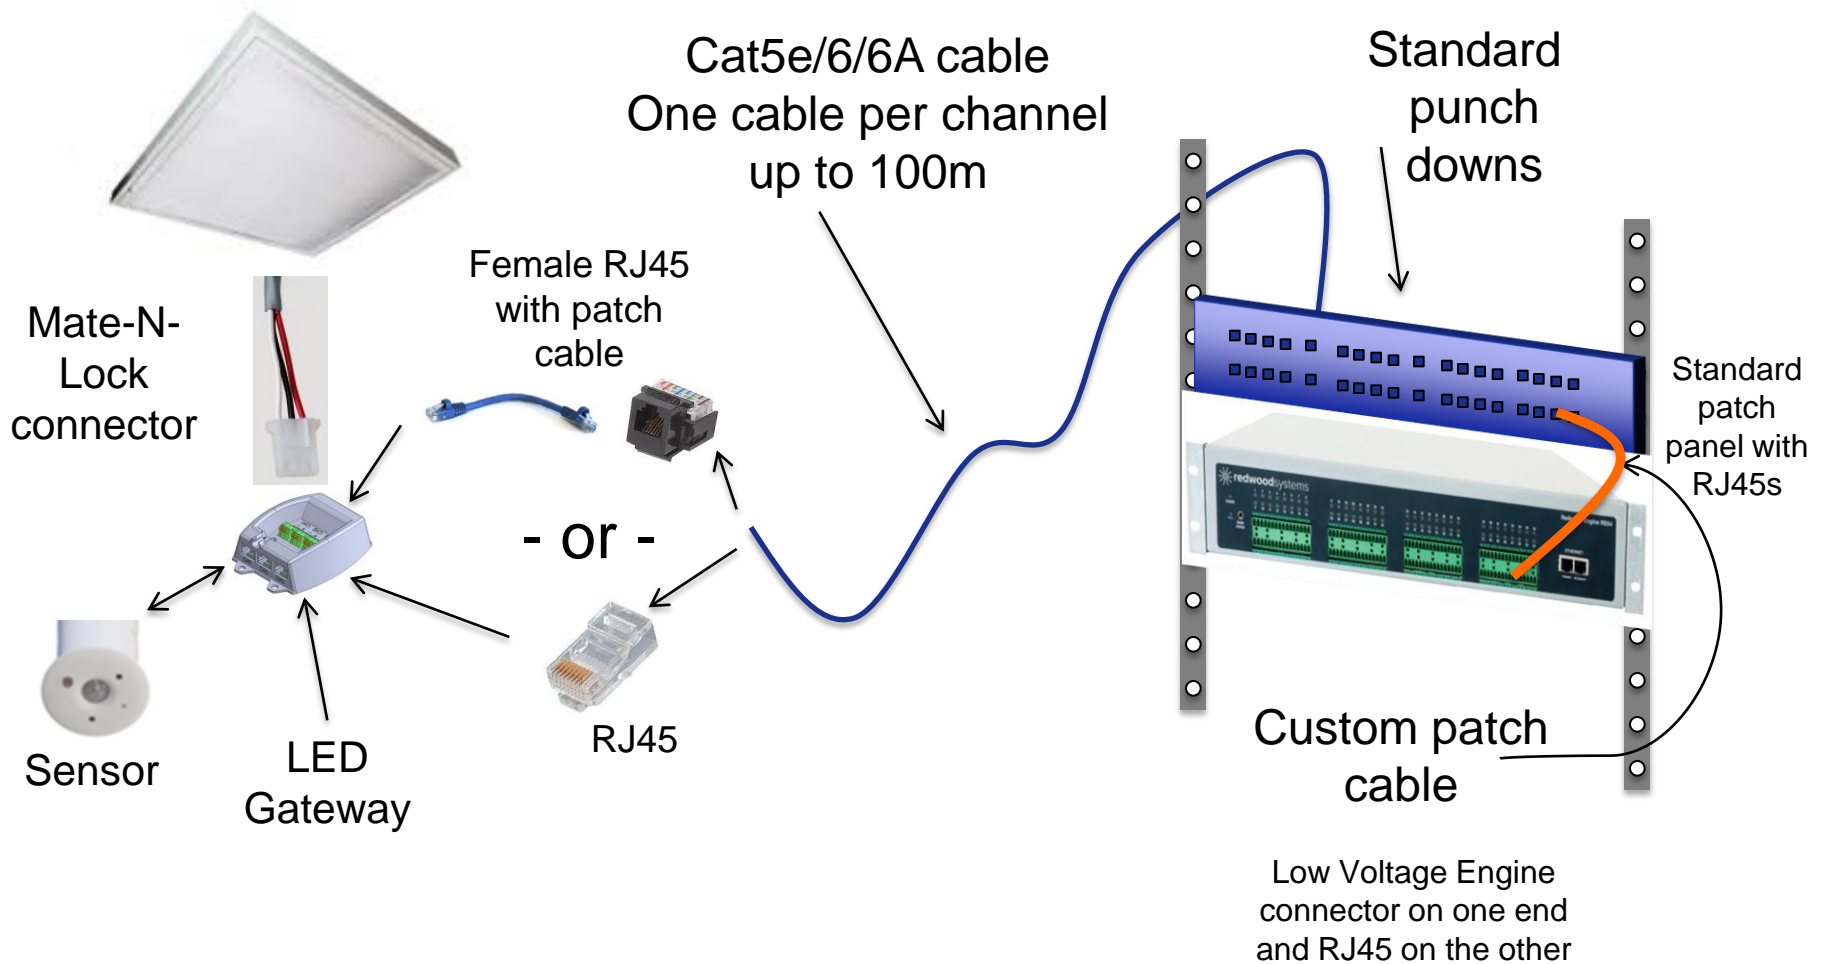 Cat5e/6/6A cable
One cable per channel
up to 100m
Standard
punch
downs
Female RJ45
with patch
cable
Mate-N-
Lock
connector
Standard
patch
panel with
RJ45s
redwoodsystems
- or -
RJ45
Sensor
LED
Gateway
Custom patch
cable
Low Voltage Engine
connector on one end
and RJ45 on the other